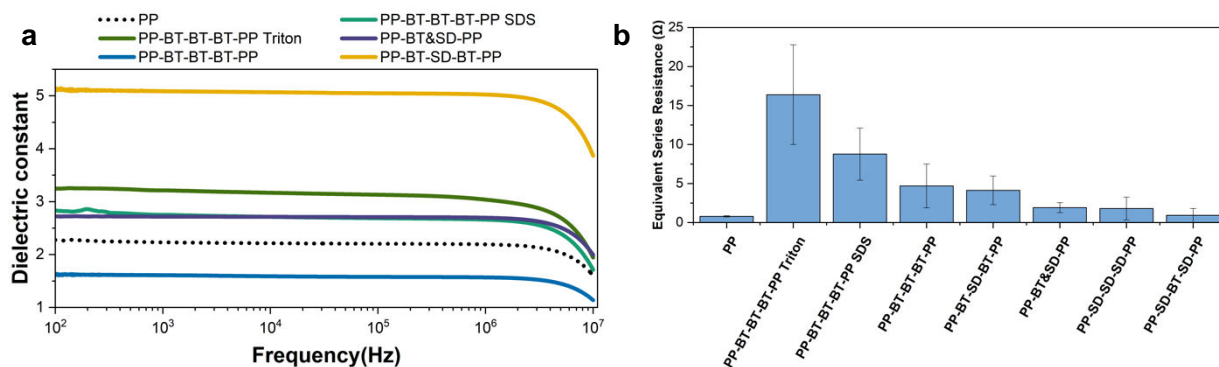 a
PP
PP-BT-BT-BT-PP Triton
PP-BT-BT-BT-PP
PP-BT-BT-BT-PP SDS
PP-BT&SD-PP
PP-BT-SD-BT-PP
Dielectric constant
5
4
3
2
1
10^2
10^3
10^4
10^5
10^6
10^7
Frequency(Hz)
b
Equivalent Series Resistance (Ω)
25
20
15
10
5
0
PP
PP-BT-BT-BT-PP Triton
PP-BT-BT-BT-PP SDS
PP-BT-BT-BT-PP
PP-BT-SD-BT-PP
PP-BT&SD-PP
PP-SD-SD-SD-PP
PP-SD-BT-SD-PP